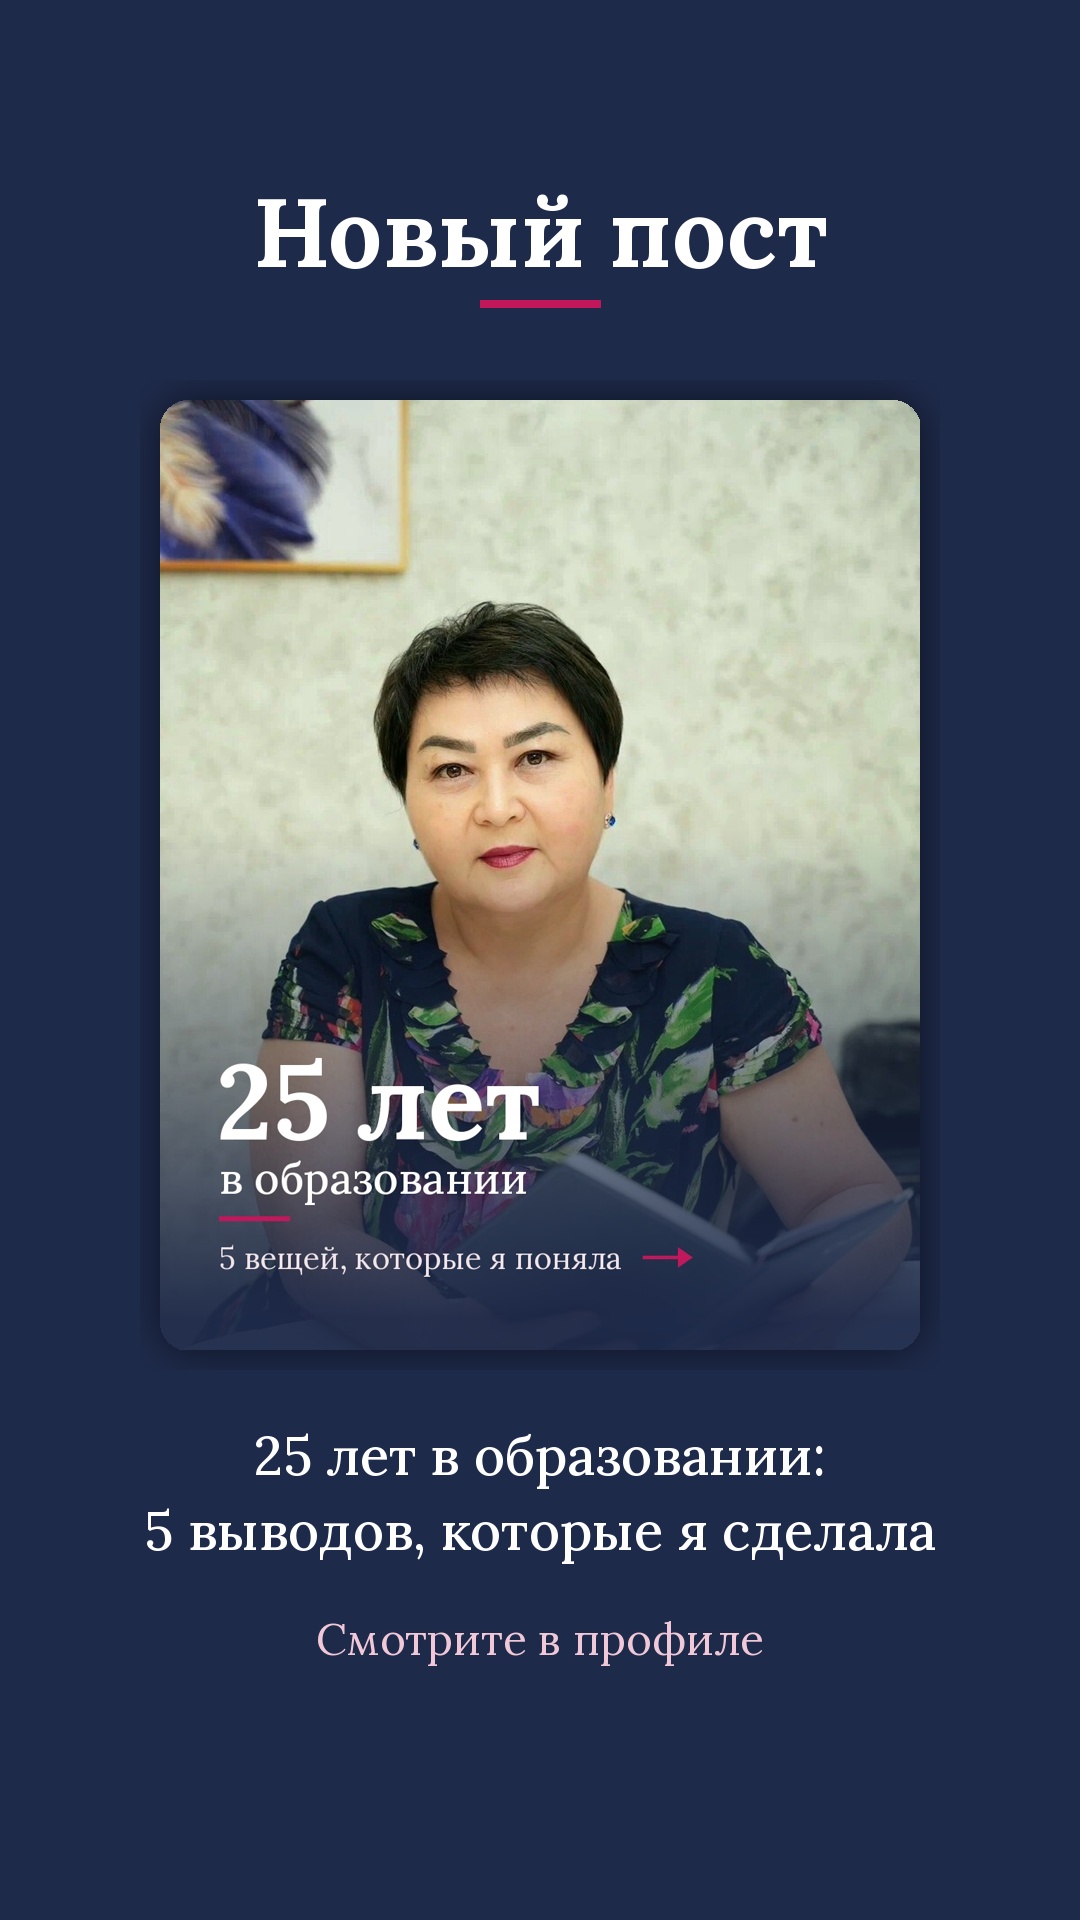 Новый пост
25 лет
в образовании
5 вещей, которые я поняла
25 лет в образовании:
5 выводов, которые я сделала
Смотрите в профиле